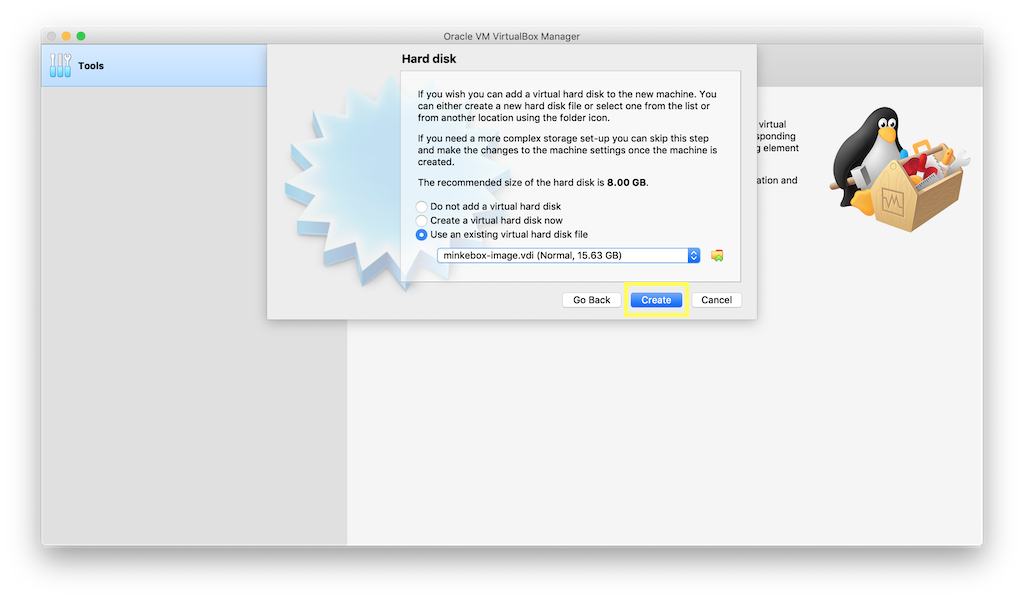 Oracle VM VirtualBox Manager
Tools
Hard disk
If you wish you can add a virtual hard disk to the new machine. You
can either create a new hard disk file or select one from the list or
from another location using the folder icon.
If you need a more complex storage set-up you can skip this step
and make the changes to the machine settings once the machine is
created.
The recommended size of the hard disk is 8.00 GB.
Do not add a virtual hard disk
Create a virtual hard disk now
Use an existing virtual hard disk file
minkebox-image.vdi (Normal, 15.63 GB)
Go Back
Create
Cancel
virtual
sponding
g element
ation and